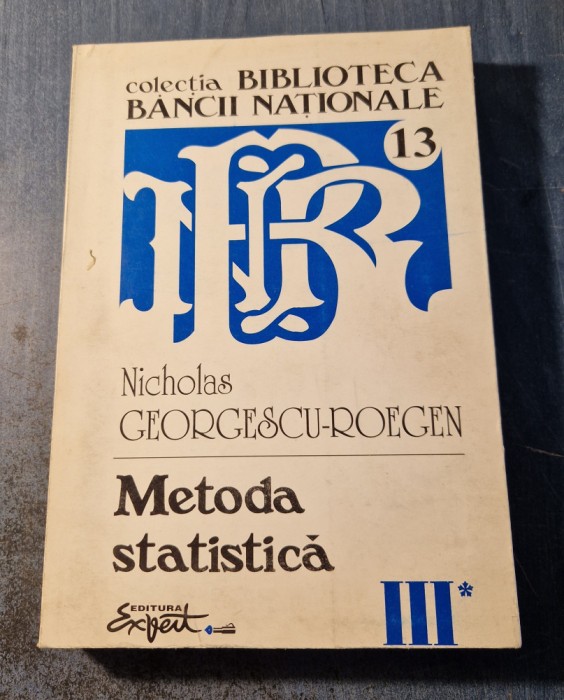 colecția BIBLIOTECA
BĂNCII NAȚIONALE
13
BNR
Nicholas
GEORGESCU-ROEGEN
Metoda
statistică
EDITURA
Expert
III*